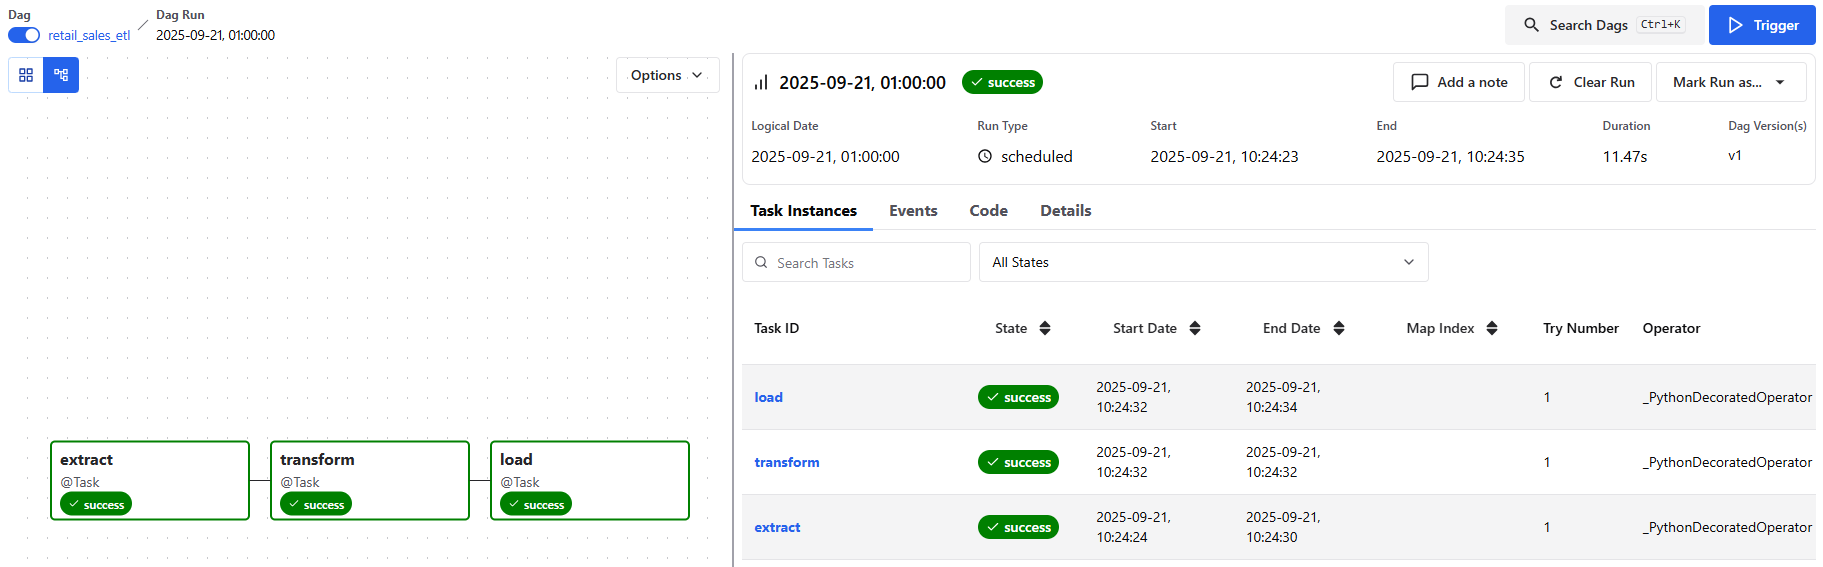 Dag
retail_sales_etl
/
Dag Run
2025-09-21, 01:00:00
Search Dags Ctrl+K
Trigger
Options
extract
@Task
success
transform
@Task
success
load
@Task
success
2025-09-21, 01:00:00 success
Add a note
Clear Run
Mark Run as...
Logical Date Run Type Start End Duration Dag Version(s)
2025-09-21, 01:00:00 scheduled 2025-09-21, 10:24:23 2025-09-21, 10:24:35 11.47s v1
Task Instances Events Code Details
Search Tasks
All States
Task ID State Start Date End Date Map Index Try Number Operator
load success 2025-09-21, 10:24:32 2025-09-21, 10:24:34 1 _PythonDecoratedOperator
transform success 2025-09-21, 10:24:32 2025-09-21, 10:24:32 1 _PythonDecoratedOperator
extract success 2025-09-21, 10:24:24 2025-09-21, 10:24:30 1 _PythonDecoratedOperator